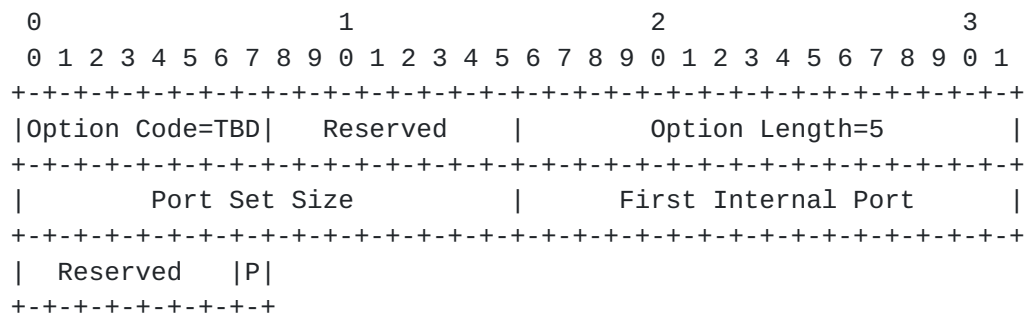 0                   1                   2                   3
 0 1 2 3 4 5 6 7 8 9 0 1 2 3 4 5 6 7 8 9 0 1 2 3 4 5 6 7 8 9 0 1
+-+-+-+-+-+-+-+-+-+-+-+-+-+-+-+-+-+-+-+-+-+-+-+-+-+-+-+-+-+-+-+-+
|Option Code=TBD|   Reserved    |        Option Length=5        |
+-+-+-+-+-+-+-+-+-+-+-+-+-+-+-+-+-+-+-+-+-+-+-+-+-+-+-+-+-+-+-+-+
|        Port Set Size          |      First Internal Port      |
+-+-+-+-+-+-+-+-+-+-+-+-+-+-+-+-+-+-+-+-+-+-+-+-+-+-+-+-+-+-+-+-+
|  Reserved   |P|
+-+-+-+-+-+-+-+-+